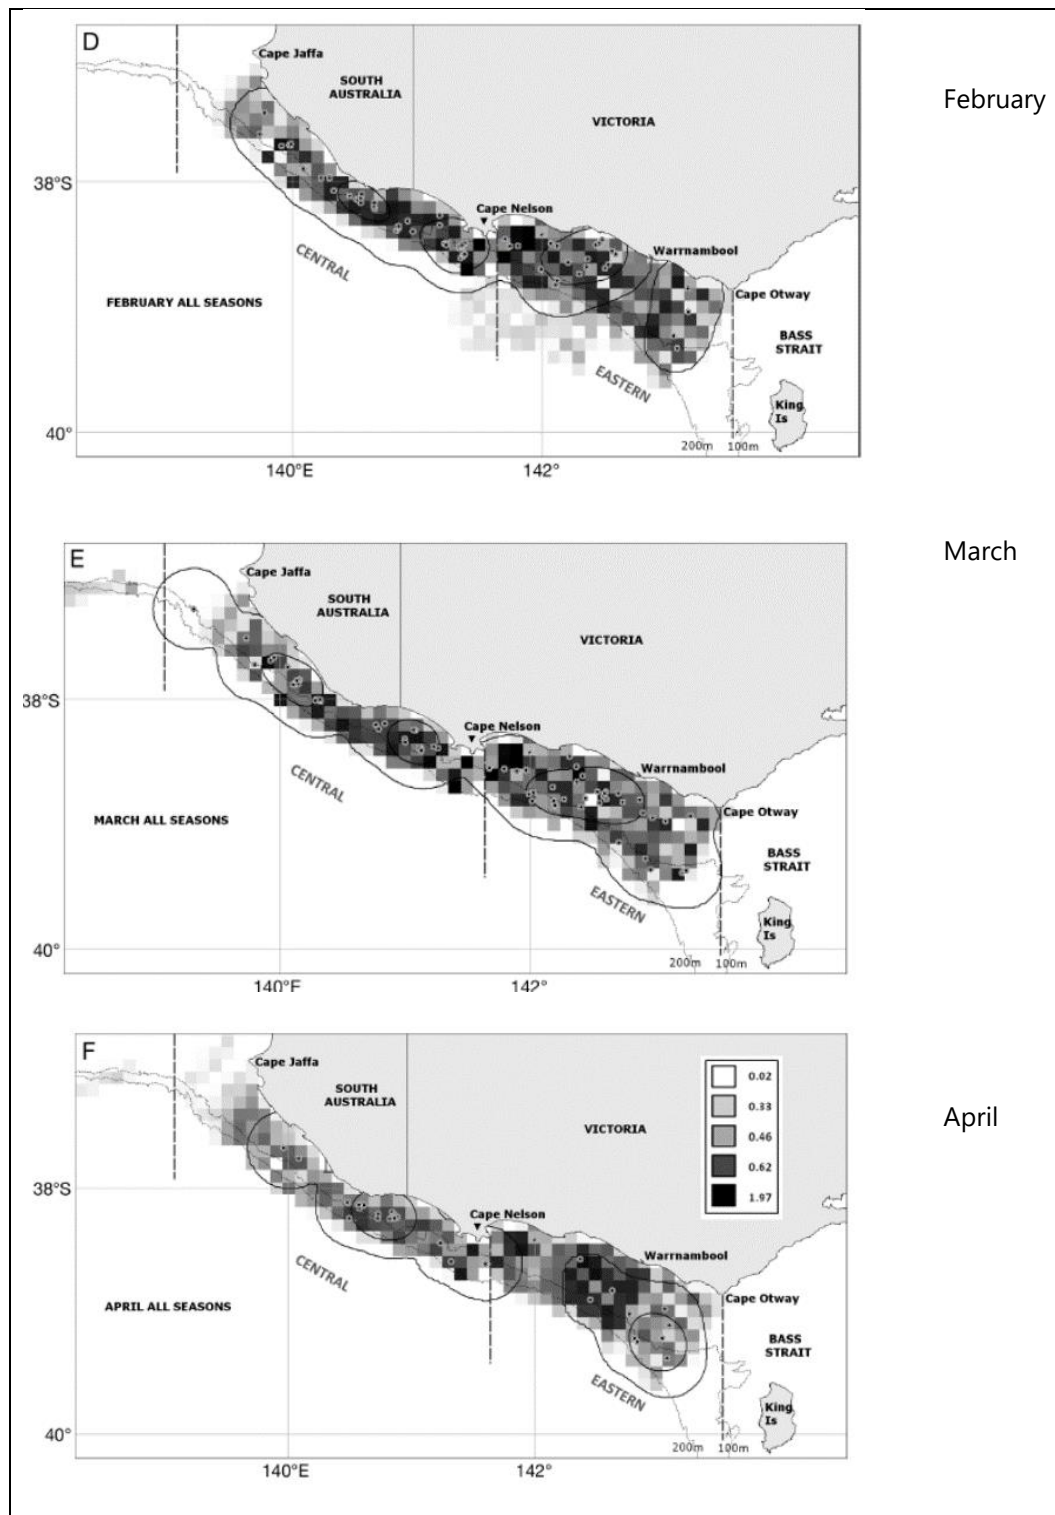 D
Cape Jaffa
SOUTH
AUSTRALIA
VICTORIA
February
38°S
Cape Nelson
Warrnambool
CENTRAL
Cape Otway
FEBRUARY ALL SEASONS
BASS
STRAIT
EASTERN
King
Is
40°
200m 100m
140°E
142°
E
March
Cape Jaffa
SOUTH
AUSTRALIA
VICTORIA
38°S
Cape Nelson
Warrnambool
CENTRAL
Cape Otway
MARCH ALL SEASONS
BASS
STRAIT
EASTERN
King
Is
40°
200m 100m
140°E
142°
F
Cape Jaffa
0.02
SOUTH
AUSTRALIA
0.33
April
VICTORIA
0.46
0.62
38°S
1.97
Cape Nelson
Warrnambool
CENTRAL
Cape Otway
APRIL ALL SEASONS
BASS
STRAIT
EASTERN
King
Is
40°
200m 100m
140°E
142°